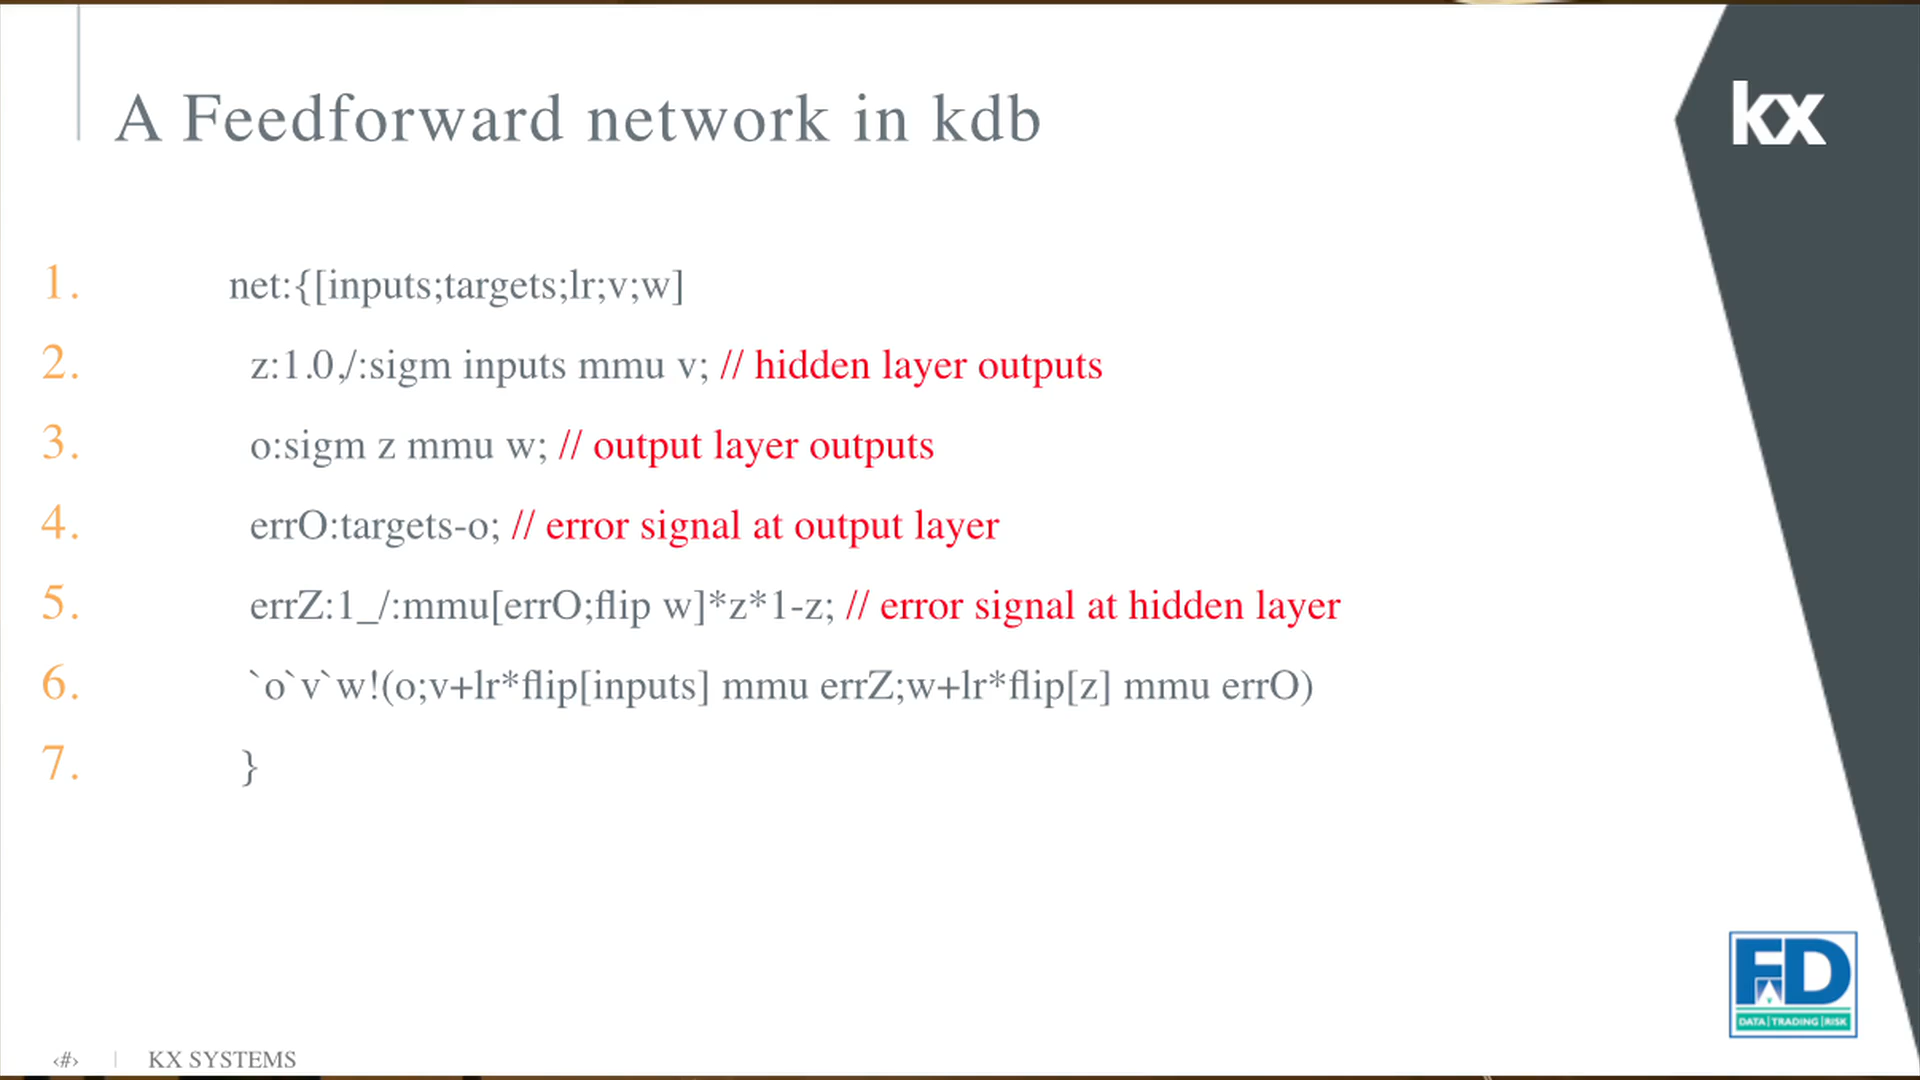 A Feedforward network in kdb
kx
1. net:{[inputs;targets;lr;v;w]
2. z:1.0,/:sigm inputs mmu v; // hidden layer outputs
3. o:sigm z mmu w; // output layer outputs
4. errO:targets-o; // error signal at output layer
5. errZ:1_/:mmu[errO;flip w]*z*1-z; // error signal at hidden layer
6. `o`v`w!(o;v+lr*flip[inputs] mmu errZ;w+lr*flip[z] mmu errO)
7. }
FD
DATA|TRADING|RISK
‹#› | KX SYSTEMS